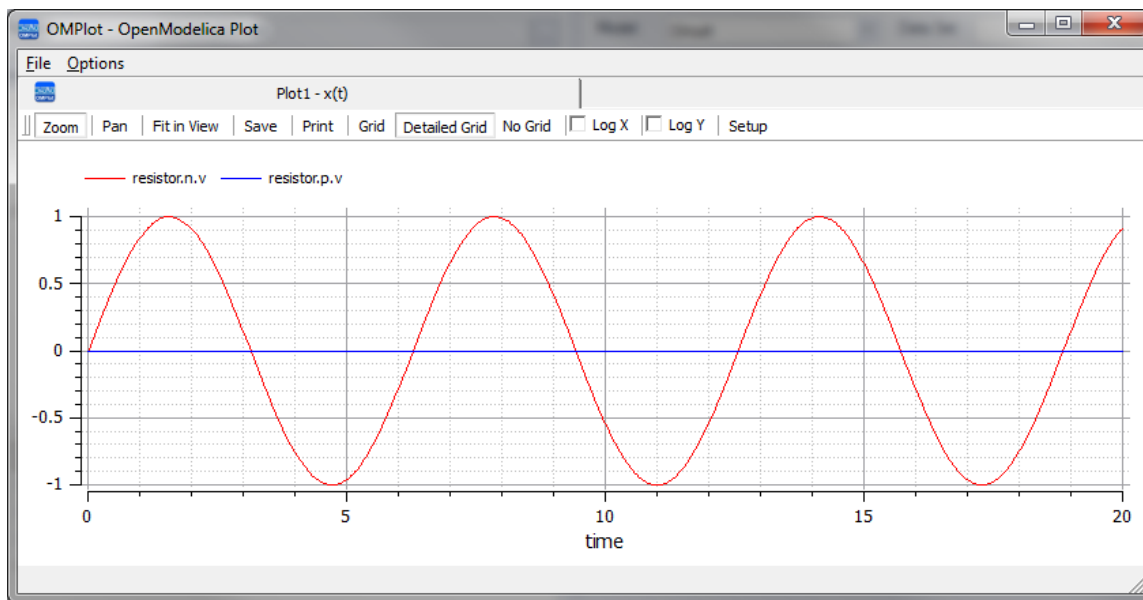 OMPlot - OpenModelica Plot
File Options
Plot1 - x(t)
Zoom Pan Fit in View Save Print Grid Detailed Grid No Grid Log X Log Y Setup
resistor.n.v resistor.p.v
1
0.5
0
-0.5
-1
0 5 10 15 20
time